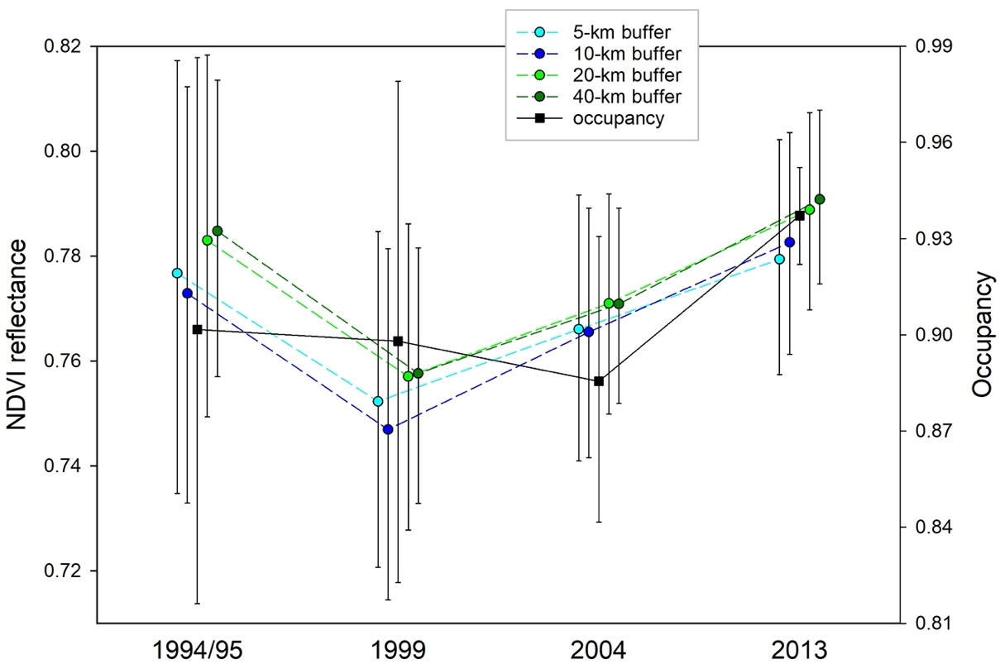 5-km buffer
10-km buffer
20-km buffer
40-km buffer
occupancy
NDVI reflectance
0.82
0.80
0.78
0.76
0.74
0.72
0.99
0.96
0.93
0.90
0.87
0.84
0.81
Occupancy
1994/95 1999 2004 2013